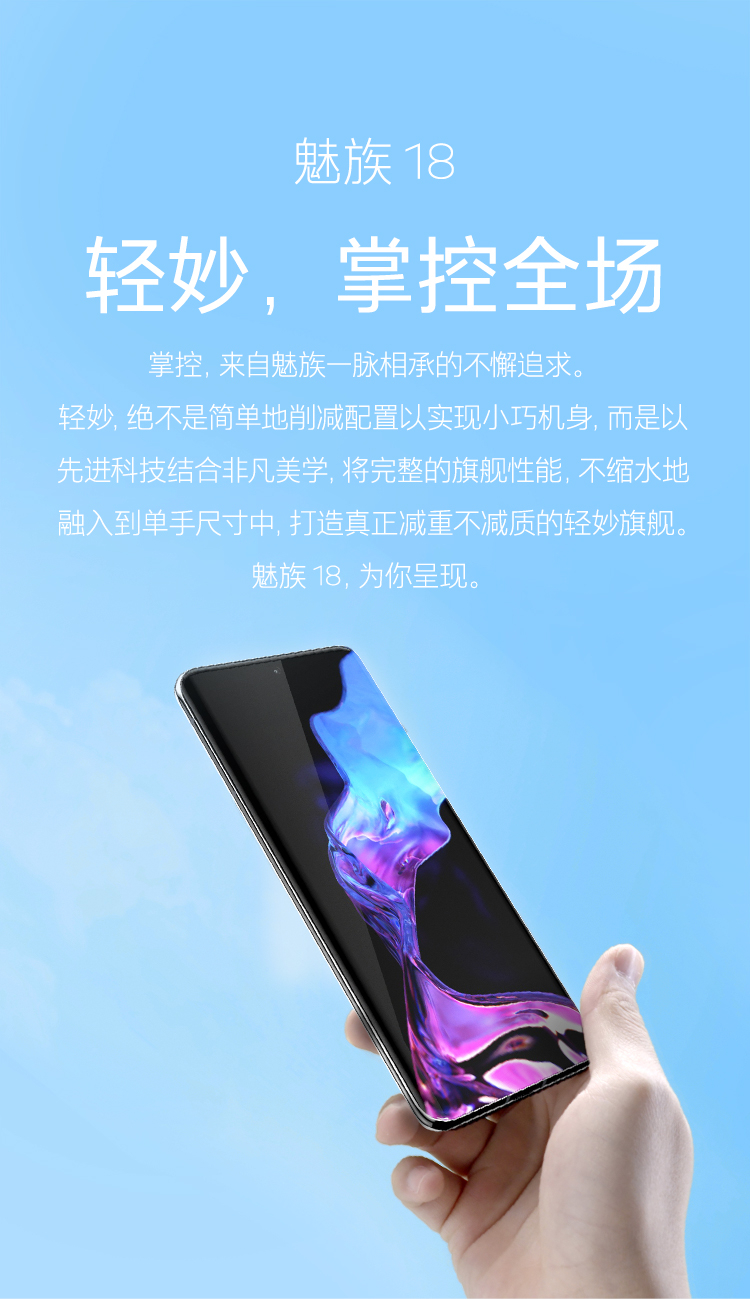 魅族 18
轻妙，掌控全场
掌控，来自魅族一脉相承的不懈追求。
轻妙，绝不是简单地削减配置以实现小巧机身，而是以
先进科技结合非凡美学，将完整的旗舰性能，不缩水地
融入到单手尺寸中，打造真正减重不减质的轻妙旗舰。
魅族 18，为你呈现。